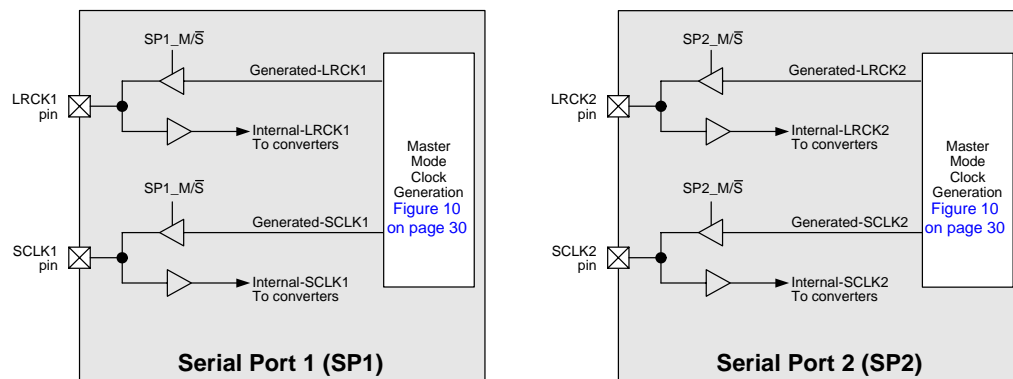 SP1_M/S̅
Generated-LRCK1
LRCK1
pin
Internal-LRCK1
To converters
SP1_M/S̅
Generated-SCLK1
SCLK1
pin
Internal-SCLK1
To converters
Master
Mode
Clock
Generation
Figure 10
on page 30
Serial Port 1 (SP1)
SP2_M/S̅
Generated-LRCK2
LRCK2
pin
Internal-LRCK2
To converters
SP2_M/S̅
Generated-SCLK2
SCLK2
pin
Internal-SCLK2
To converters
Master
Mode
Clock
Generation
Figure 10
on page 30
Serial Port 2 (SP2)